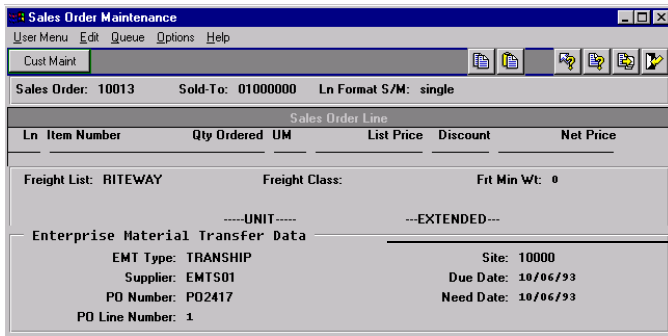 Sales Order Maintenance
User Menu Edit Queue Options Help
Cust Maint
Sales Order: 10013 Sold-To: 01000000 Ln Format S/M: single
Sales Order Line
Ln Item Number Qty Ordered UM List Price Discount Net Price
Freight List: RITEWAY Freight Class: Frt Min Wt: 0
-----UNIT----- ---EXTENDED---
Enterprise Material Transfer Data
EMT Type: TRANSHIP Site: 10000
Supplier: EMTS01 Due Date: 10/06/93
PO Number: PO2417 Need Date: 10/06/93
PO Line Number: 1